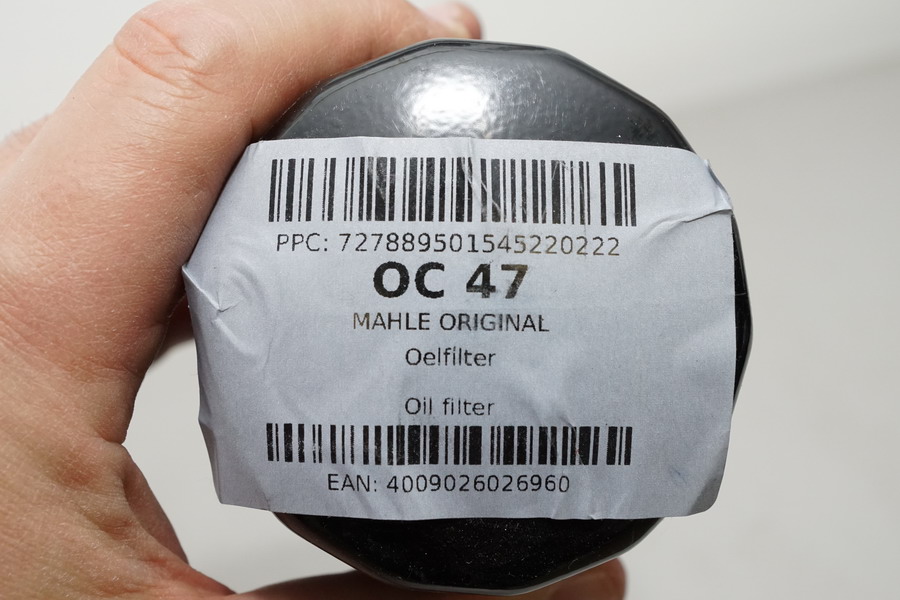 PPC: 727889501545220222
OC 47
MAHLE ORIGINAL
Oelfilter
Oil filter
EAN: 4009026026960